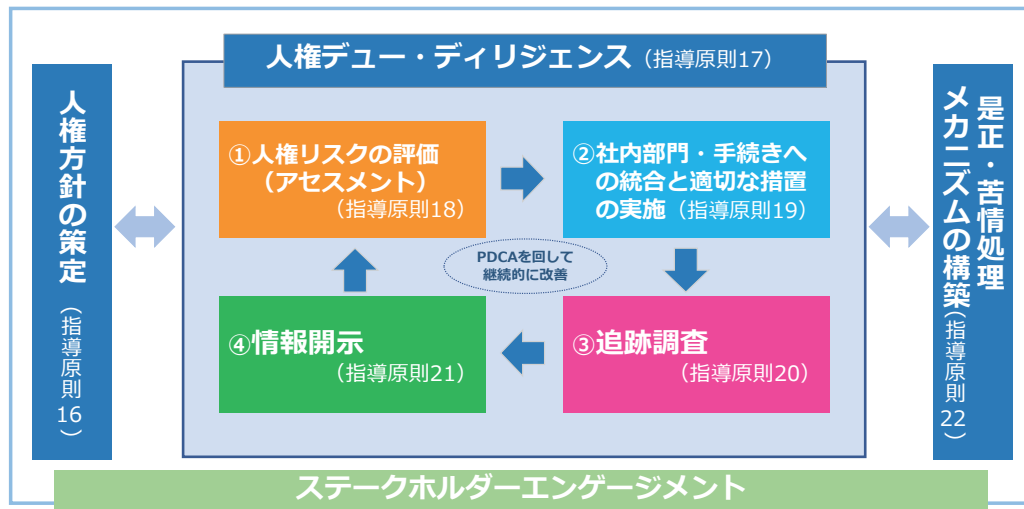 人権デュー・ディリジェンス（指導原則17）
人権方針の策定（指導原則16）
①人権リスクの評価
（アセスメント）
（指導原則18）
②社内部門・手続きへ
の統合と適切な措置
の実施（指導原則19）
PDCAを回して
継続的に改善
④情報開示
（指導原則21）
③追跡調査
（指導原則20）
是正・苦情処理
メカニズムの構築（指導原則22）
ステークホルダーエンゲージメント